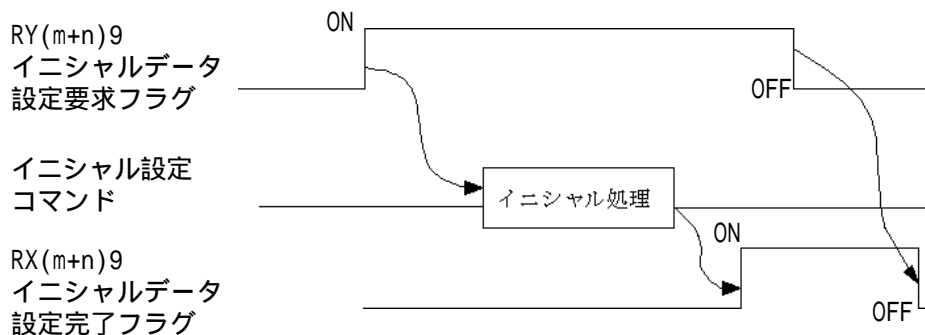 ON
RY(m+n)9
イニシャルデータ
設定要求フラグ
OFF
イニシャル設定
コマンド
イニシャル処理
ON
RX(m+n)9
イニシャルデータ
設定完了フラグ
OFF